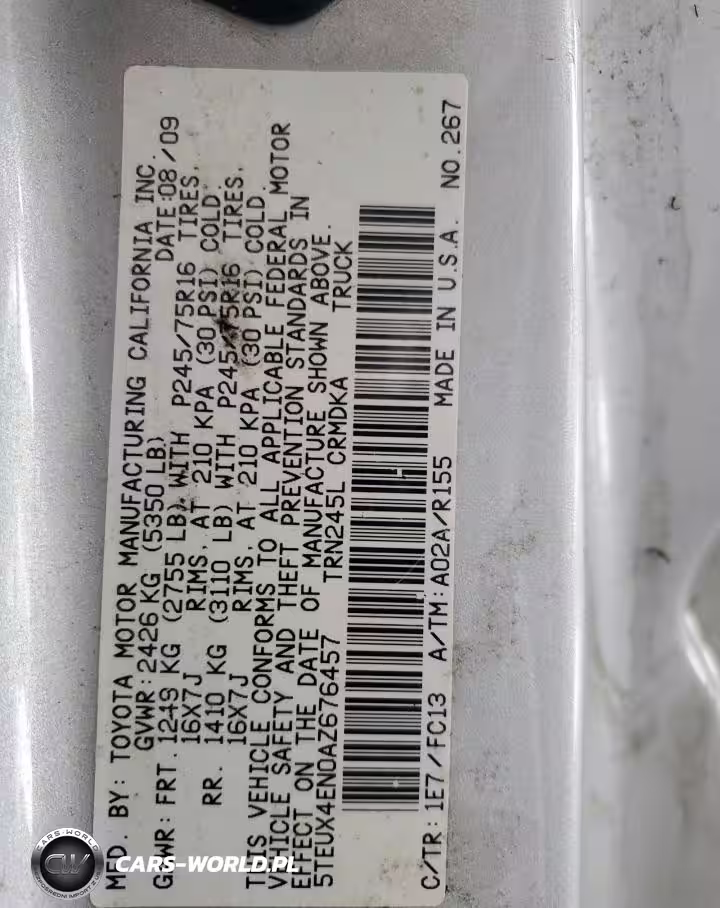 MFD. BY: TOYOTA MOTOR MANUFACTURING CALIFORNIA INC.
GVWR: 2426 KG (5350 LB) DATE: 08/09
GAWR: FRT. 1249 KG (2755 LB) WITH P245/75R16 TIRES,
16X7J RIMS, AT 210 KPA (30 PSI) COLD.
RR. 1410 KG (3110 LB) WITH P245/75R16 TIRES,
16X7J RIMS, AT 210 KPA (30 PSI) COLD.
THIS VEHICLE CONFORMS TO ALL APPLICABLE FEDERAL MOTOR
VEHICLE SAFETY AND THEFT PREVENTION STANDARDS IN
EFFECT ON THE DATE OF MANUFACTURE SHOWN ABOVE.
5TEUX4EN0AZ676457 TRN245L CRMDKA TRUCK
C/TR: 1E7/FC13 A/TM: A02A/R155 MADE IN U.S.A. NO.267
CARS-WORLD
CW
CARS-WORLD.PL